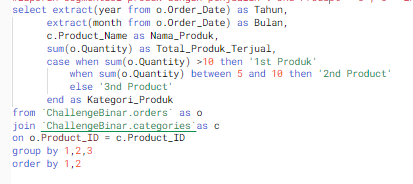 select extract(year from o.Order_Date) as Tahun,
extract(month from o.Order_Date) as Bulan,
c.Product_Name as Nama_Produk,
sum(o.Quantity) as Total_Produk_Terjual,
case when sum(o.Quantity) >10 then '1st Produk'
when sum(o.Quantity) between 5 and 10 then '2nd Product'
else '3nd Product'
end as Kategori_Produk
from `ChallengeBinar.orders` as o
join `ChallengeBinar.categories`as c
on o.Product_ID = c.Product_ID
group by 1,2,3
order by 1,2